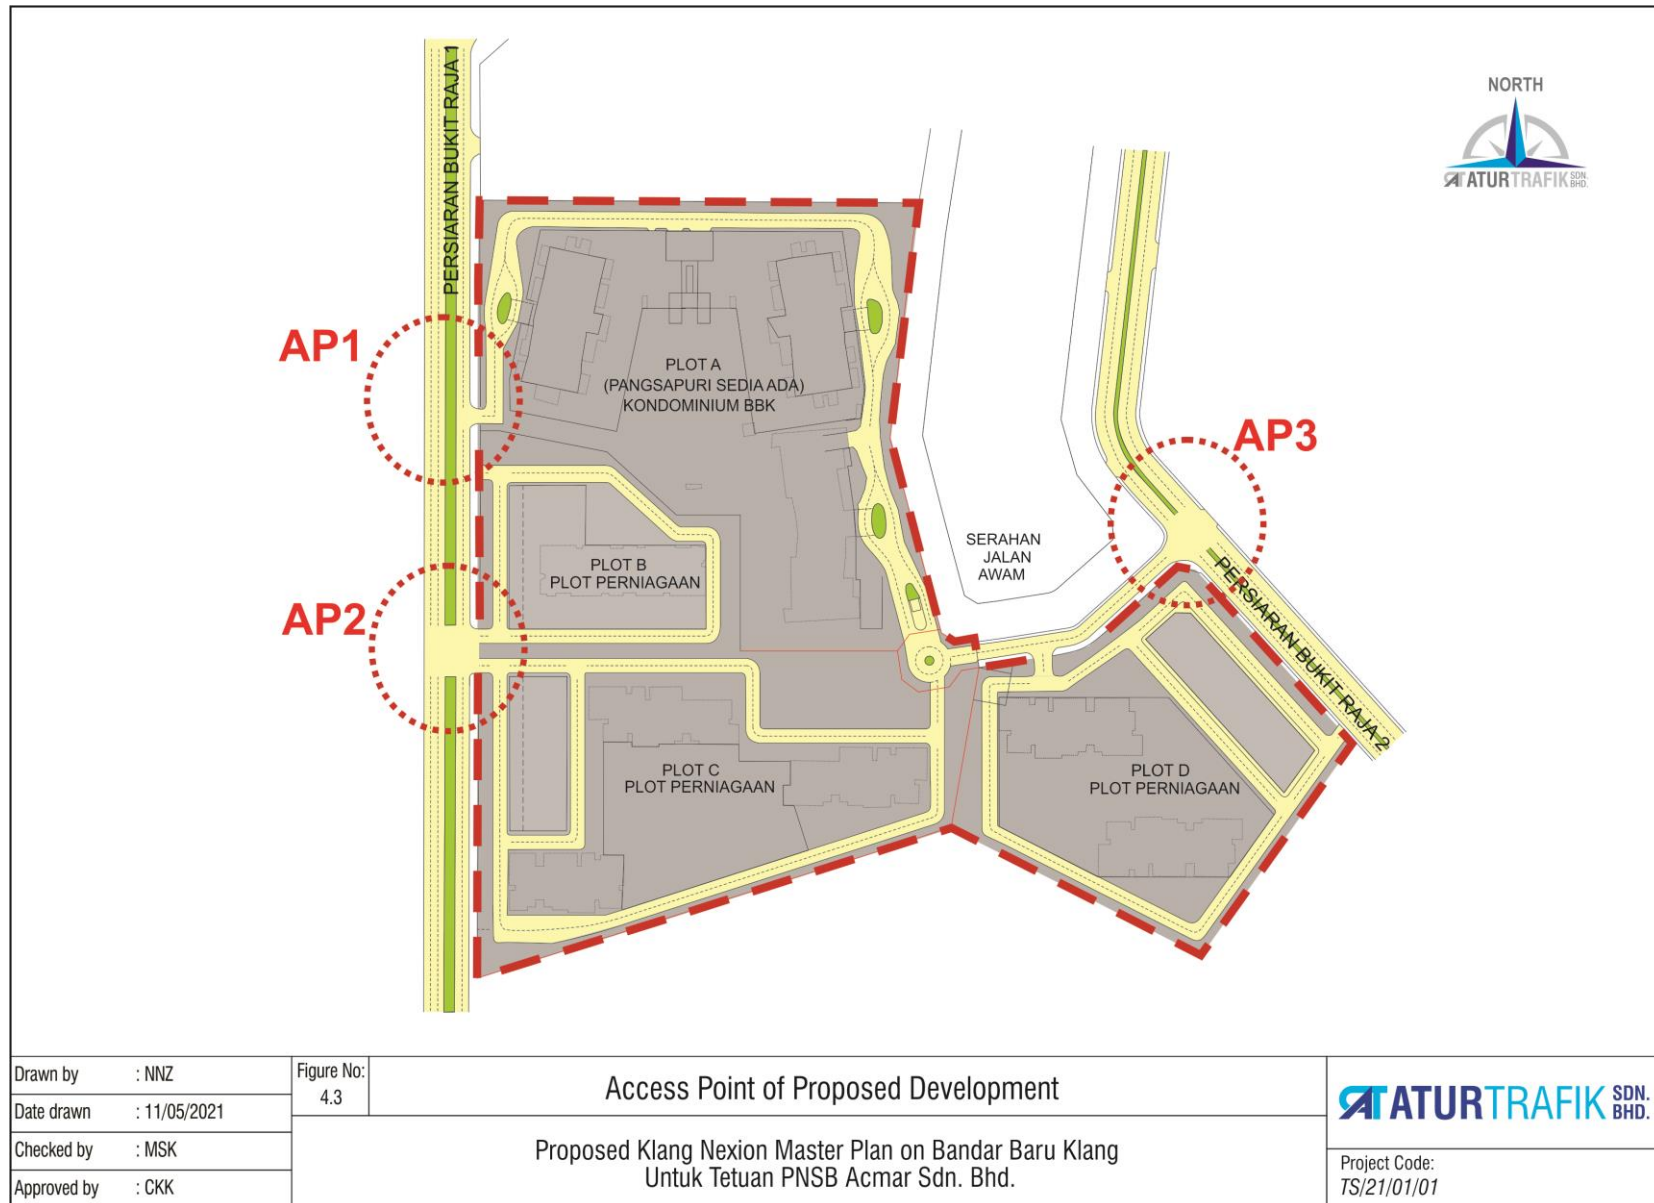 NORTH
ATURTRAFIK SDN. BHD.
PERSIARAN BUKIT RAJA 1
AP1
PLOT A
(PANGSAPURI SEDIA ADA)
KONDOMINIUM BBK
AP3
SERAHAN
JALAN
AWAM
PLOT B
PLOT PERNIAGAAN
AP2
PERSIARAN BUKIT RAJA 2
PLOT C
PLOT PERNIAGAAN
PLOT D
PLOT PERNIAGAAN
Drawn by : NNZ
Date drawn : 11/05/2021
Checked by : MSK
Approved by : CKK
Figure No:
4.3
Access Point of Proposed Development
Proposed Klang Nexion Master Plan on Bandar Baru Klang
Untuk Tetuan PNSB Acmar Sdn. Bhd.
ATURTRAFIK SDN. BHD.
Project Code:
TS/21/01/01